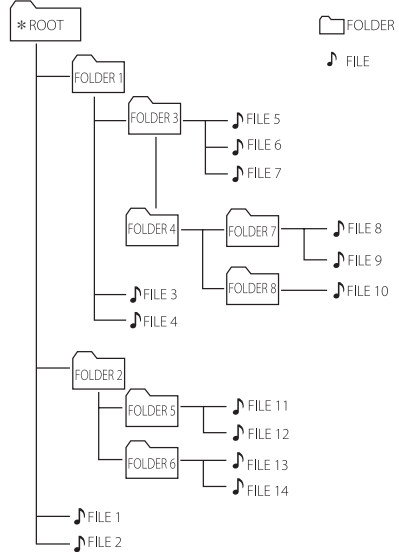 * ROOT
FOLDER
FILE
FOLDER 1
FOLDER 3
FILE 5
FILE 6
FILE 7
FOLDER 4
FOLDER 7
FILE 8
FILE 9
FOLDER 8
FILE 10
FILE 3
FILE 4
FOLDER 2
FOLDER 5
FILE 11
FILE 12
FOLDER 6
FILE 13
FILE 14
FILE 1
FILE 2